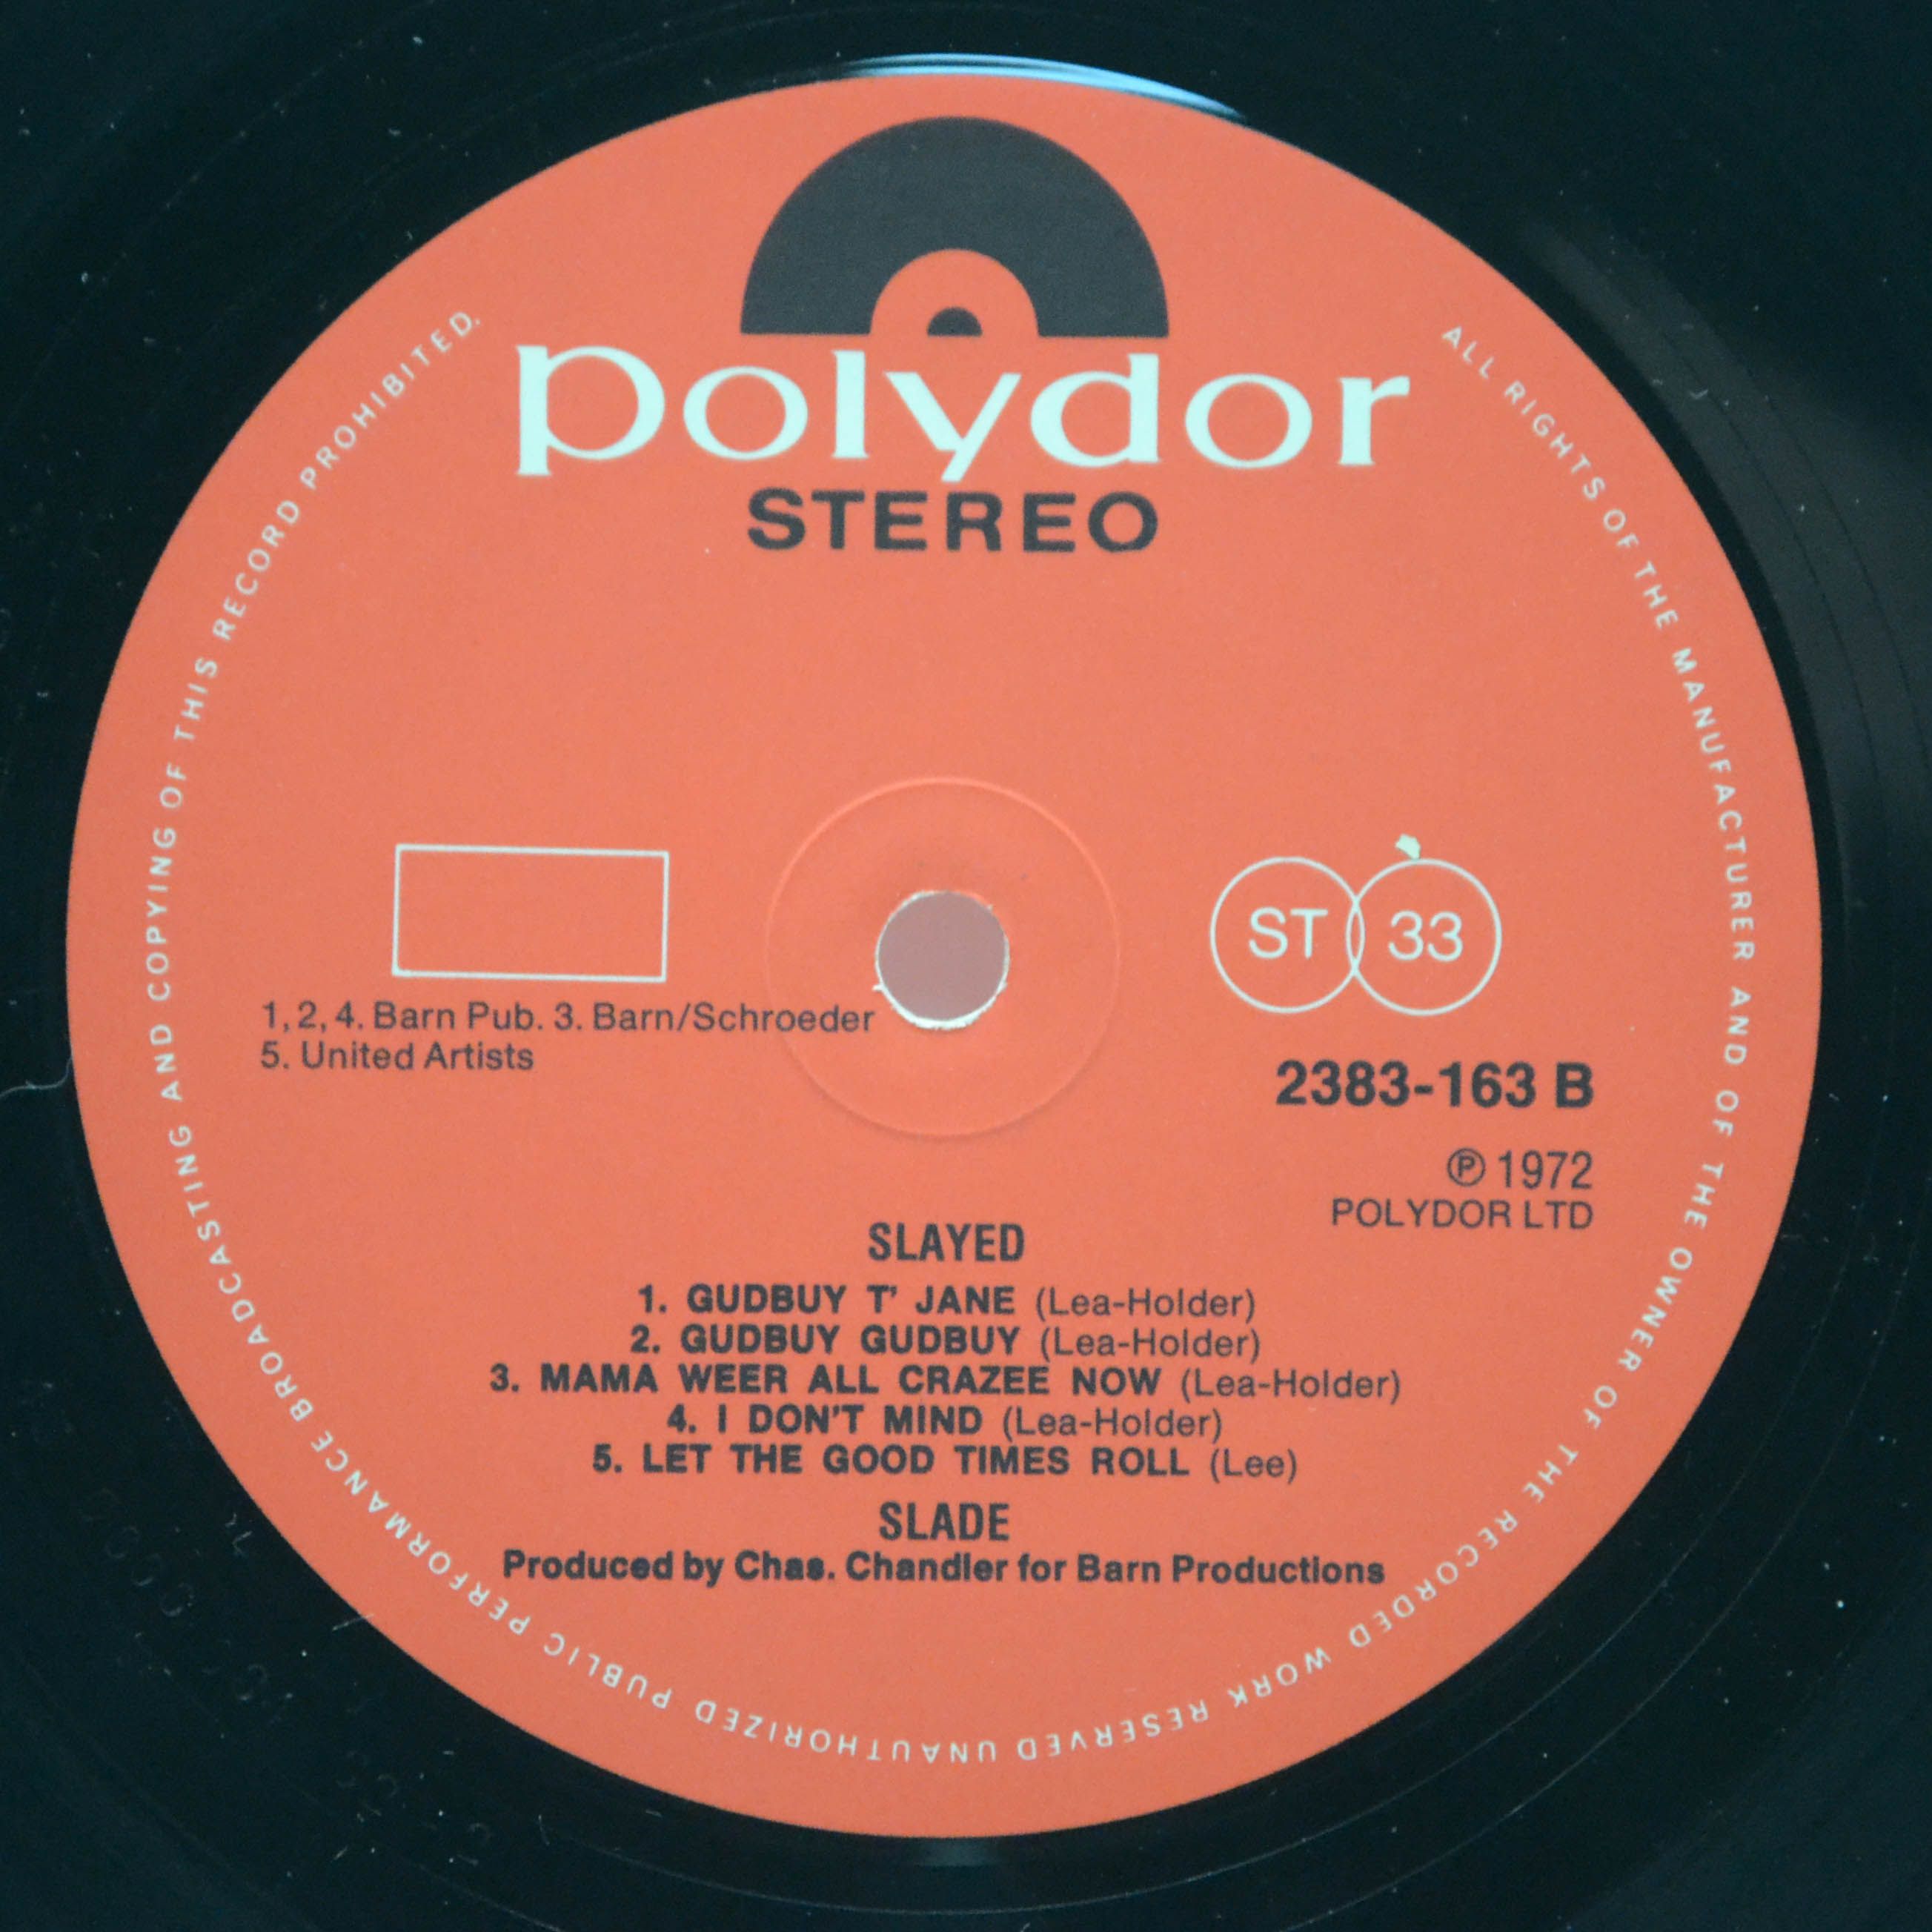 polydor
STEREO
ST 33
1, 2, 4. Barn Pub. 3. Barn/Schroeder
5. United Artists
2383-163 B
℗ 1972
POLYDOR LTD
SLAYED
1. GUDBUY T' JANE (Lea-Holder)
2. GUDBUY GUDBUY (Lea-Holder)
3. MAMA WEER ALL CRAZEE NOW (Lea-Holder)
4. I DON'T MIND (Lea-Holder)
5. LET THE GOOD TIMES ROLL (Lee)
SLADE
Produced by Chas. Chandler for Barn Productions
ALL RIGHTS OF THE MANUFACTURER AND OF THE OWNER OF THE RECORDED WORK RESERVED UNAUTHORIZED PUBLIC PERFORMANCE BROADCASTING AND COPYING OF THIS RECORD PROHIBITED.